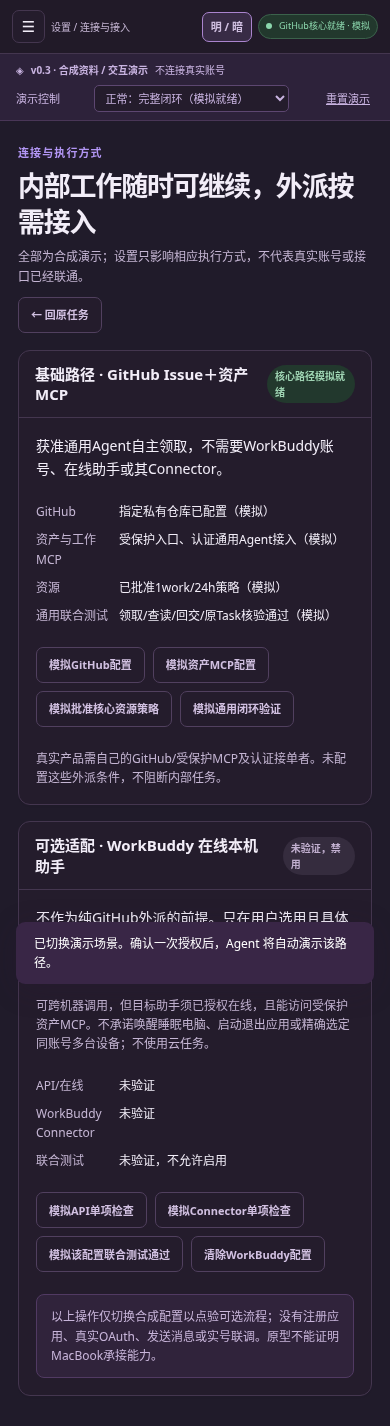 ☰ 设置 / 连接与接入 明 / 暗 GitHub核心就绪 · 模拟
◈ v0.3 · 合成资料 / 交互演示 不连接真实账号
演示控制 正常：完整闭环（模拟就绪） 重置演示
连接与执行方式
内部工作随时可继续，外派按
需接入
全部为合成演示；设置只影响相应执行方式，不代表真实账号或接
口已经联通。
← 回原任务
基础路径 · GitHub Issue＋资产
MCP
核心路径模拟就
绪
获准通用Agent自主领取，不需要WorkBuddy账
号、在线助手或其Connector。
GitHub 指定私有仓库已配置（模拟）
资产与工作
MCP
受保护入口、认证通用Agent接入（模拟）
资源 已批准1work/24h策略（模拟）
通用联合测试 领取/查读/回交/原Task核验通过（模拟）
模拟GitHub配置 模拟资产MCP配置
模拟批准核心资源策略 模拟通用闭环验证
真实产品需自己的GitHub/受保护MCP及认证接单者。未配
置这些外派条件，不阻断内部任务。
可选适配 · WorkBuddy 在线本机
助手
未验证，禁
用
不作为纯GitHub外派的前提。只在用户选用且具体
已切换演示场景。确认一次授权后，Agent 将自动演示该路
径。
可跨机器调用，但目标助手须已授权在线，且能访问受保护
资产MCP。不承诺唤醒睡眠电脑、启动退出应用或精确选定
同账号多台设备；不使用云任务。
API/在线 未验证
WorkBuddy
Connector
未验证
联合测试 未验证，不允许启用
模拟API单项检查 模拟Connector单项检查
模拟该配置联合测试通过 清除WorkBuddy配置
以上操作仅切换合成配置以点验可选流程；没有注册应
用、真实OAuth、发送消息或实号联调。原型不能证明
MacBook承接能力。